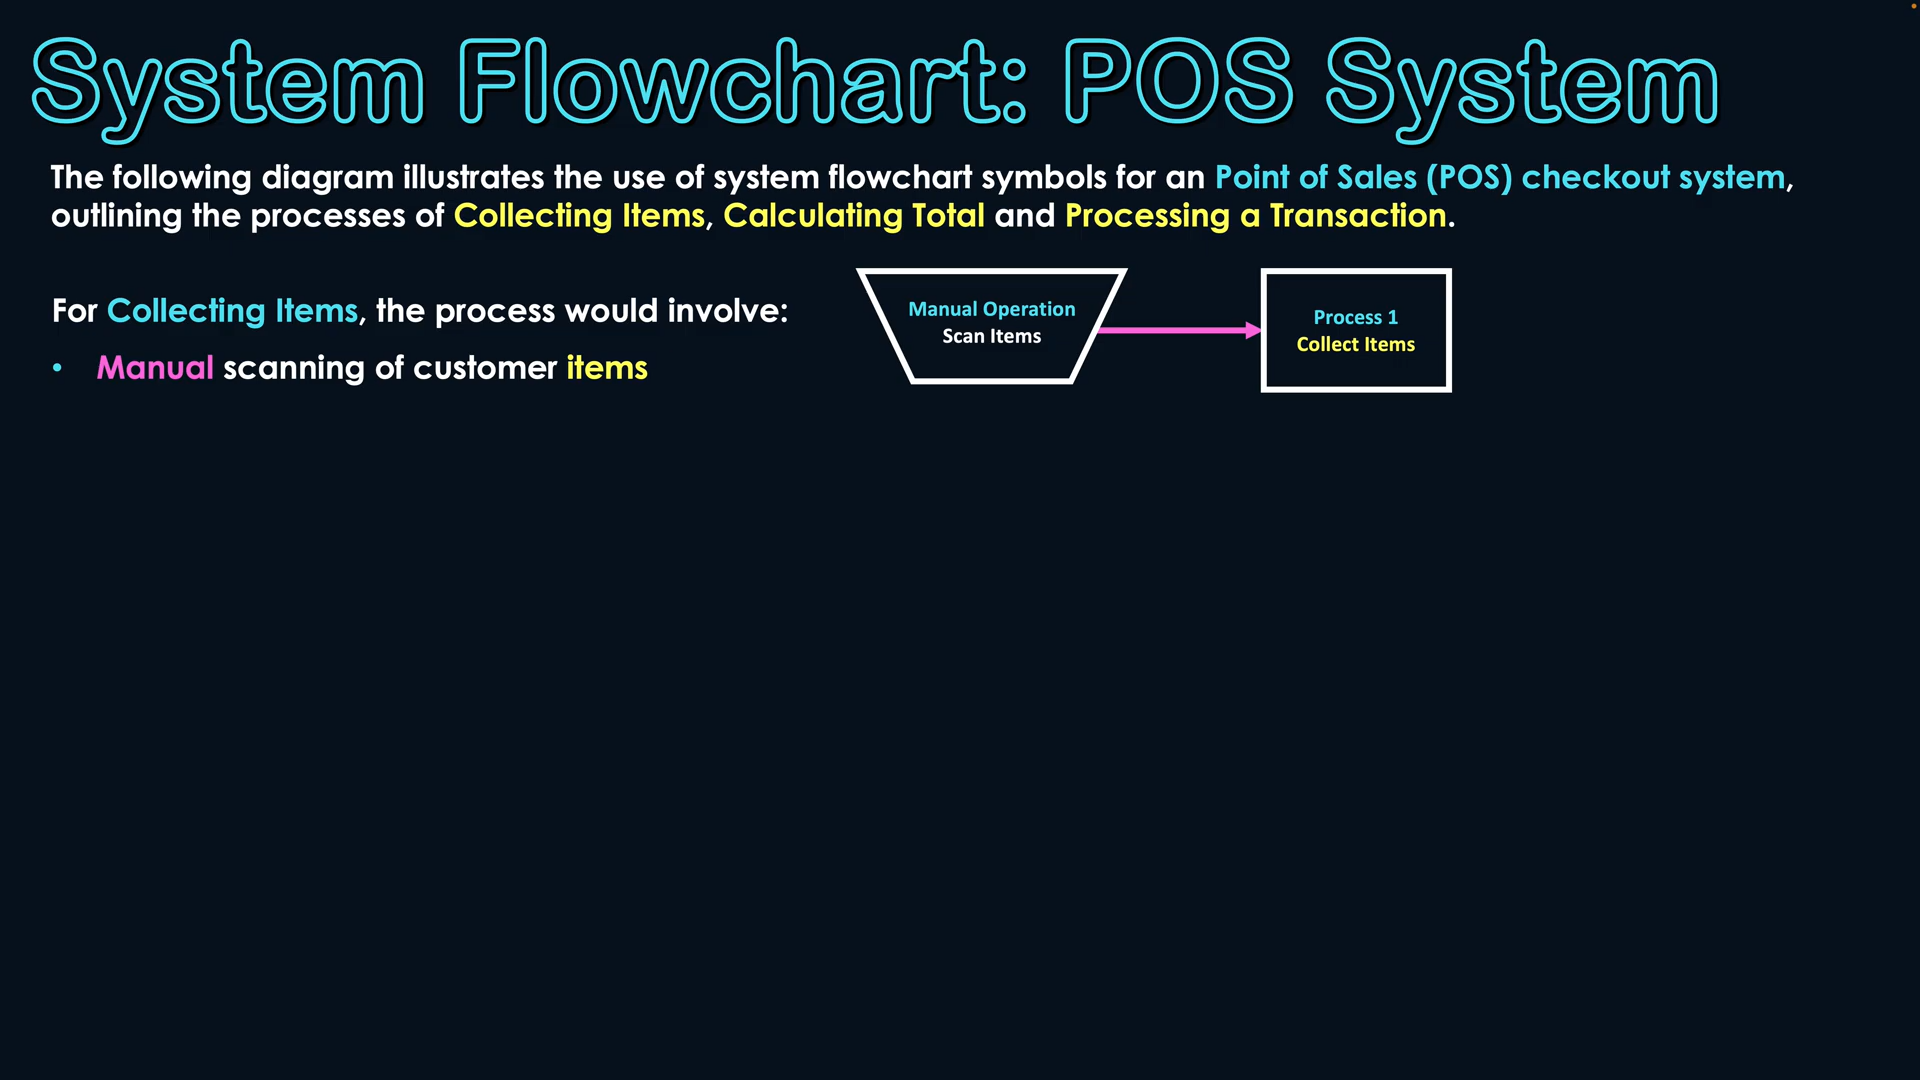 System Flowchart: POS System
The following diagram illustrates the use of system flowchart symbols for an Point of Sales (POS) checkout system,
outlining the processes of Collecting Items, Calculating Total and Processing a Transaction.
For Collecting Items, the process would involve:
• Manual scanning of customer items
Manual Operation
Scan Items
Process 1
Collect Items